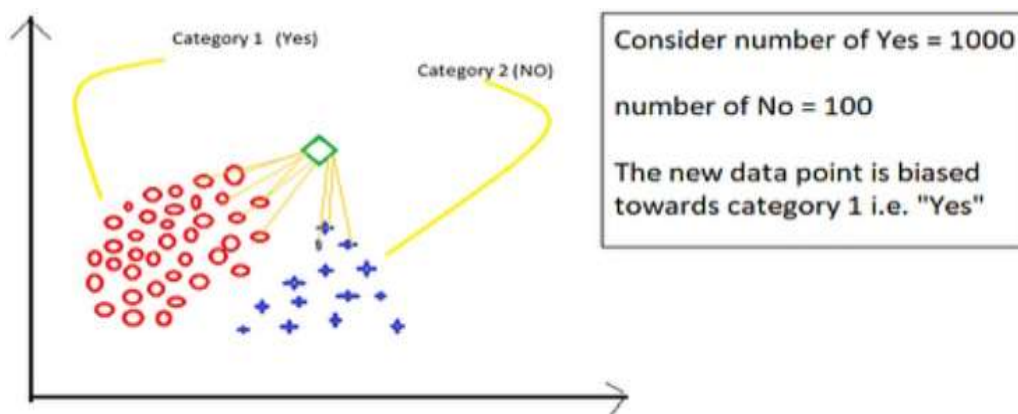 Category 1 (Yes)
Category 2 (NO)
Consider number of Yes = 1000
number of No = 100
The new data point is biased
towards category 1 i.e. "Yes"